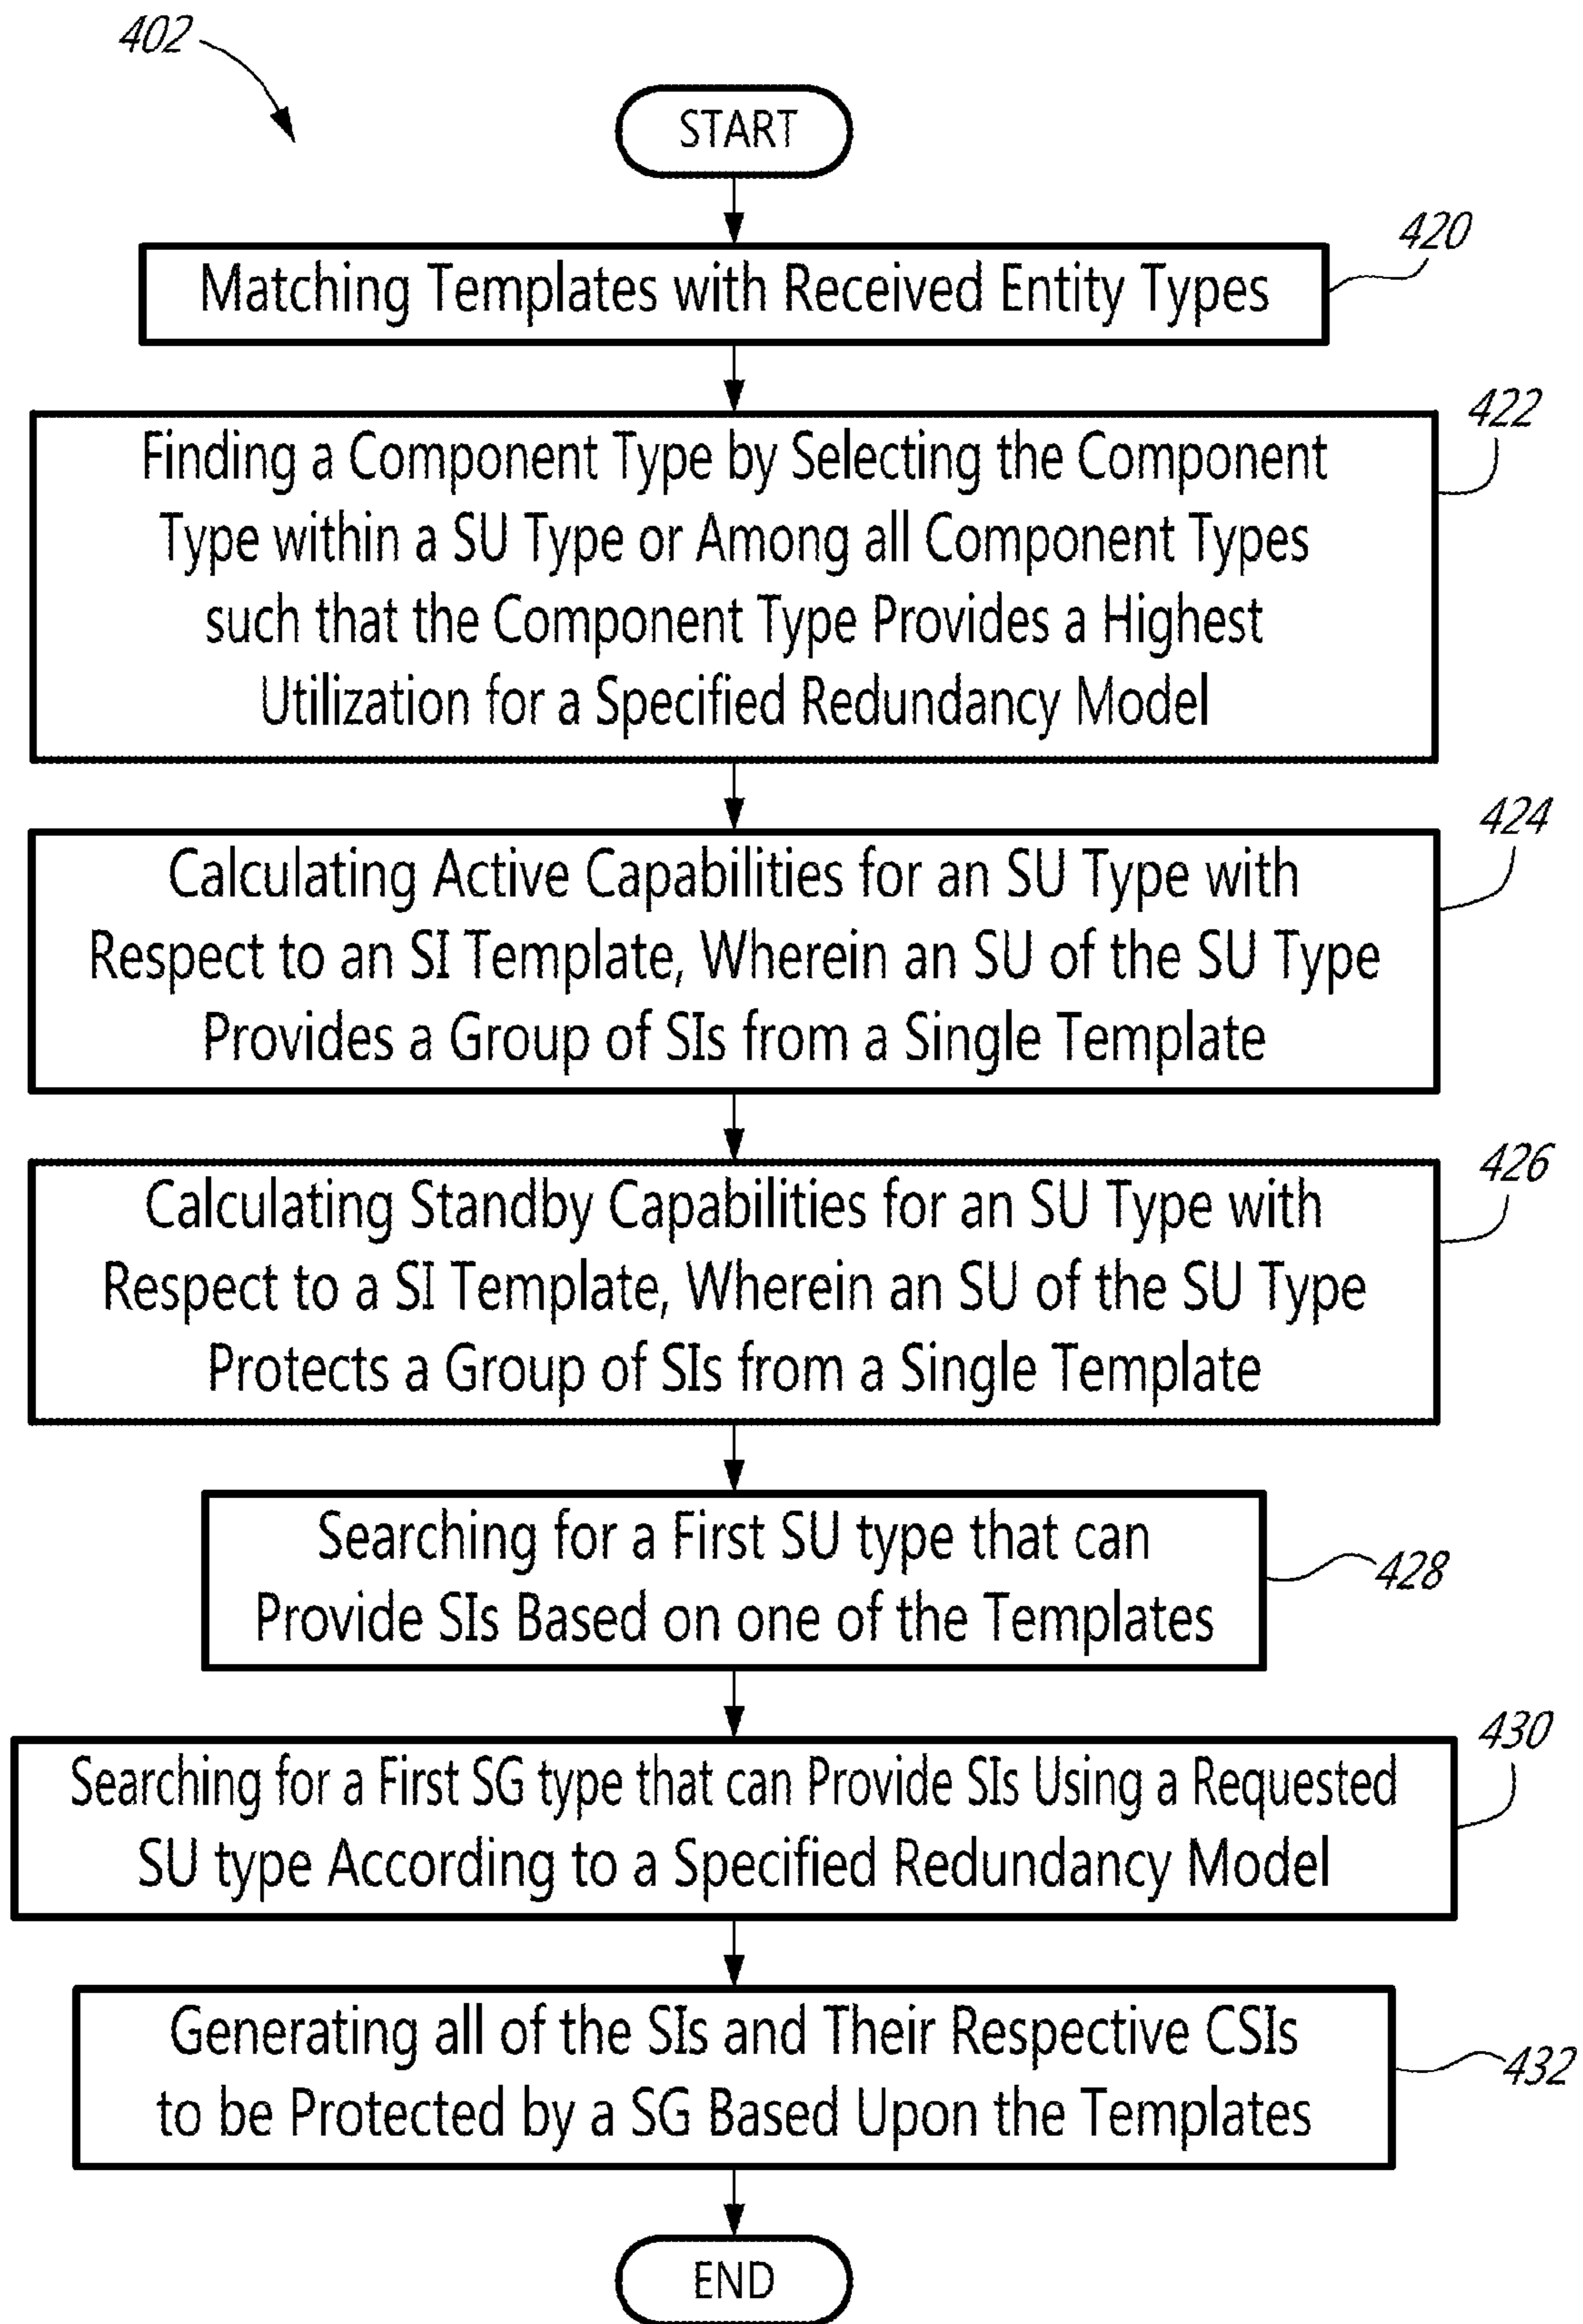 402
START
420
Matching Templates with Received Entity Types
422
Finding a Component Type by Selecting the Component
Type within a SU Type or Among all Component Types
such that the Component Type Provides a Highest
Utilization for a Specified Redundancy Model
424
Calculating Active Capabilities for an SU Type with
Respect to an SI Template, Wherein an SU of the SU Type
Provides a Group of SIs from a Single Template
426
Calculating Standby Capabilities for an SU Type with
Respect to a SI Template, Wherein an SU of the SU Type
Protects a Group of SIs from a Single Template
Searching for a First SU type that can
Provide SIs Based on one of the Templates
428
430
Searching for a First SG type that can Provide SIs Using a Requested
SU type According to a Specified Redundancy Model
Generating all of the SIs and Their Respective CSIs
to be Protected by a SG Based Upon the Templates
432
END